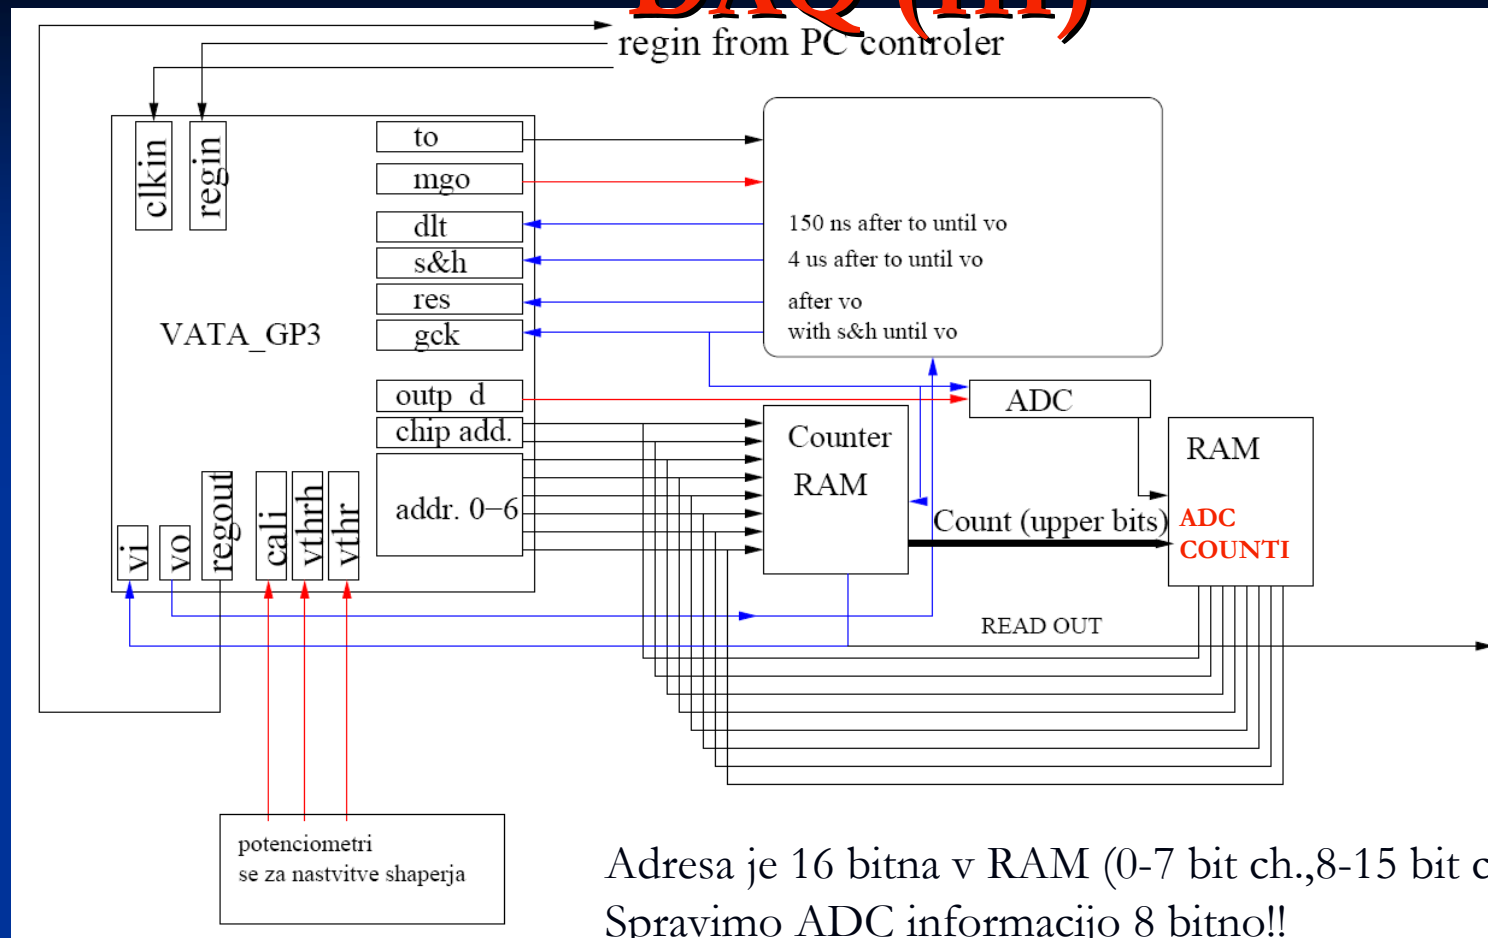 DAQ (III)
regin from PC controler
clkin
regin
to
mgo
dlt
s&h
res
gck
150 ns after to until vo
4 us after to until vo
after vo
with s&h until vo
VATA_GP3
outp d
chip add.
addr. 0−6
ADC
Counter
RAM
RAM
ADC
COUNTI
Count (upper bits)
vi
vo
regout
cali
vthrh
vthr
READ OUT
potenciometri
se za nastvitve shaperja
Adresa je 16 bitna v RAM (0-7 bit ch.,8-15 bit
Spravimo ADC informacijo 8 bitno!!